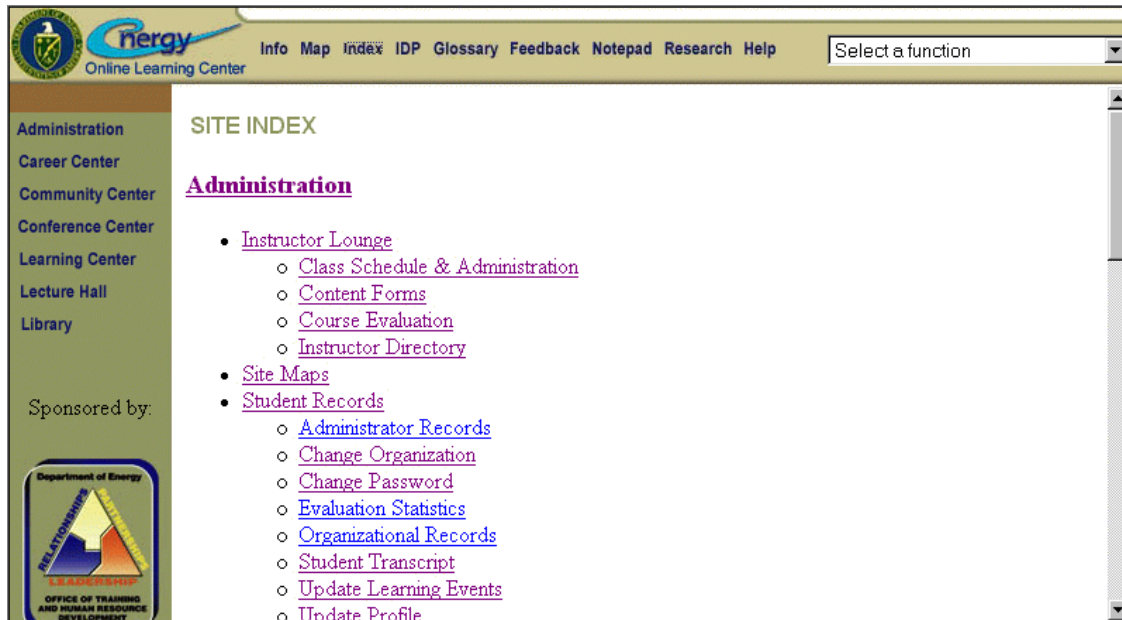 Energy
Online Learning Center
Info Map Index IDP Glossary Feedback Notepad Research Help
Select a function
Administration
Career Center
Community Center
Conference Center
Learning Center
Lecture Hall
Library
Sponsored by:
Department of Energy
RELATIONSHIPS
PARTNERSHIPS
LEADERSHIP
OFFICE OF TRAINING
AND HUMAN RESOURCE
DEVELOPMENT
SITE INDEX
Administration
Instructor Lounge
Class Schedule & Administration
Content Forms
Course Evaluation
Instructor Directory
Site Maps
Student Records
Administrator Records
Change Organization
Change Password
Evaluation Statistics
Organizational Records
Student Transcript
Update Learning Events
Update Profile